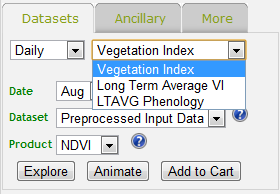 Datasets Ancillary More
Daily Vegetation Index
Vegetation Index
Long Term Average VI
LTAVG Phenology
Date Aug
Dataset Preprocessed Input Data ?
Product NDVI ?
Explore Animate Add to Cart